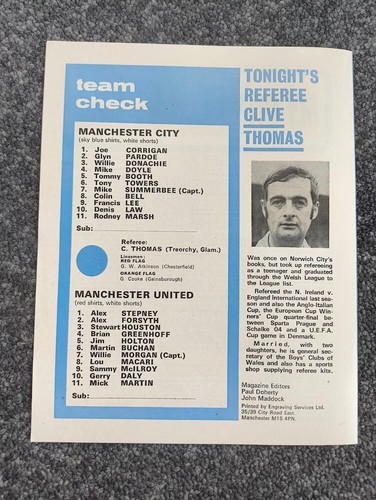 team
check
MANCHESTER CITY
(sky blue shirts, white shorts)
1. Joe CORRIGAN
2. Glyn PARDOE
3. Willie DONACHIE
4. Mike DOYLE
5. Tommy BOOTH
6. Tony TOWERS
7. Mike SUMMERBEE (Capt.)
8. Colin BELL
9. Francis LEE
10. Denis LAW
11. Rodney MARSH
Sub:
Referee:
C. THOMAS (Treorchy, Glam.)
Linesmen:
RED FLAG
G. W. Atkinson (Chesterfield)
ORANGE FLAG
G. Cooke (Gainsborough)
MANCHESTER UNITED
(red shirts, white shorts)
1. Alex STEPNEY
2. Alex FORSYTH
3. Stewart HOUSTON
4. Brian GREENHOFF
5. Jim HOLTON
6. Martin BUCHAN
7. Willie MORGAN (Capt.)
8. Lou MACARI
9. Sammy McILROY
10. Gerry DALY
11. Mick MARTIN
Sub:
TONIGHT'S
REFEREE
CLIVE
THOMAS
Was once on Norwich City's
books, but took up refereeing
as a teenager and graduated
through the Welsh League to
the League list.
Refereed the N. Ireland v.
England International last sea-
son and also the Anglo-Italian
Cup, the European Cup Win-
ners' Cup quarter-final be-
tween Sparta Prague and
Schalke 04 and a U.E.F.A.
Cup game in Denmark.
Married, with two
daughters, he is general sec-
retary of the Boys' Clubs of
Wales and also has a sports
shop supplying referee kits.
Magazine Editors
Paul Doherty
John Maddock
Printed by Engraving Services Ltd.
35/39 City Road East,
Manchester M15 4PN.